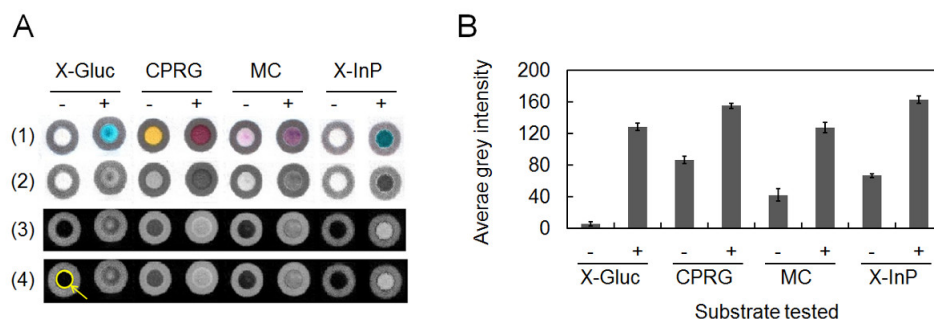 A
X-Gluc CPRG MC X-InP
- + - + - + - +
(1)
(2)
(3)
(4)
B
Averae grey intensity
200
160
120
80
40
0
- + - + - + - +
X-Gluc CPRG MC X-InP
Substrate tested